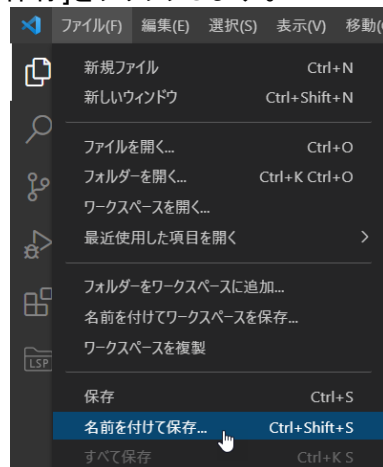 ファイル(F) 編集(E) 選択(S) 表示(V) 移動(
新規ファイル Ctrl+N
新しいウィンドウ Ctrl+Shift+N
ファイルを開く... Ctrl+O
フォルダーを開く... Ctrl+K Ctrl+O
ワークスペースを開く...
最近使用した項目を開く
フォルダーをワークスペースに追加...
名前を付けてワークスペースを保存...
ワークスペースを複製
LSP
保存 Ctrl+S
名前を付けて保存... Ctrl+Shift+S
すべて保存 Ctrl+K S